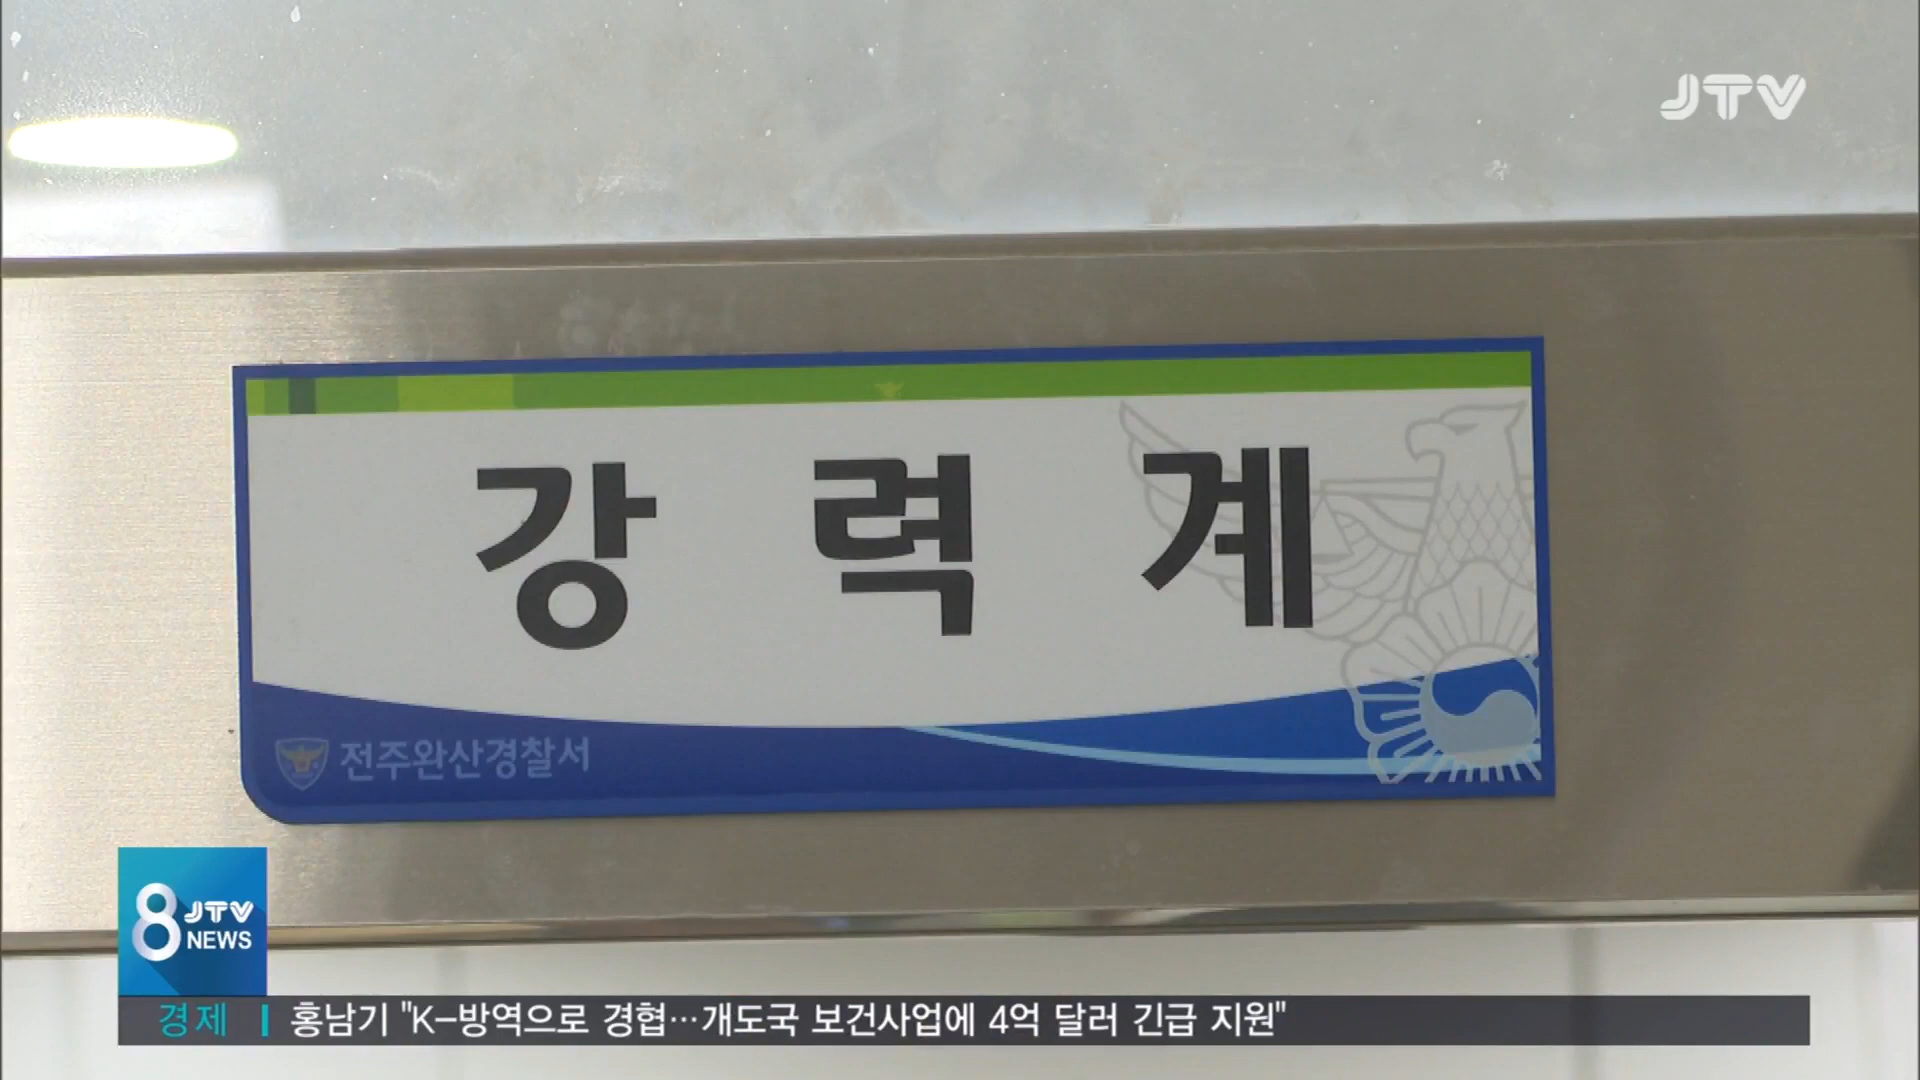 JTV
강력계
전주완산경찰서
8 JTV
NEWS
경제 | 홍남기 "K-방역으로 경협…개도국 보건사업에 4억 달러 긴급 지원"